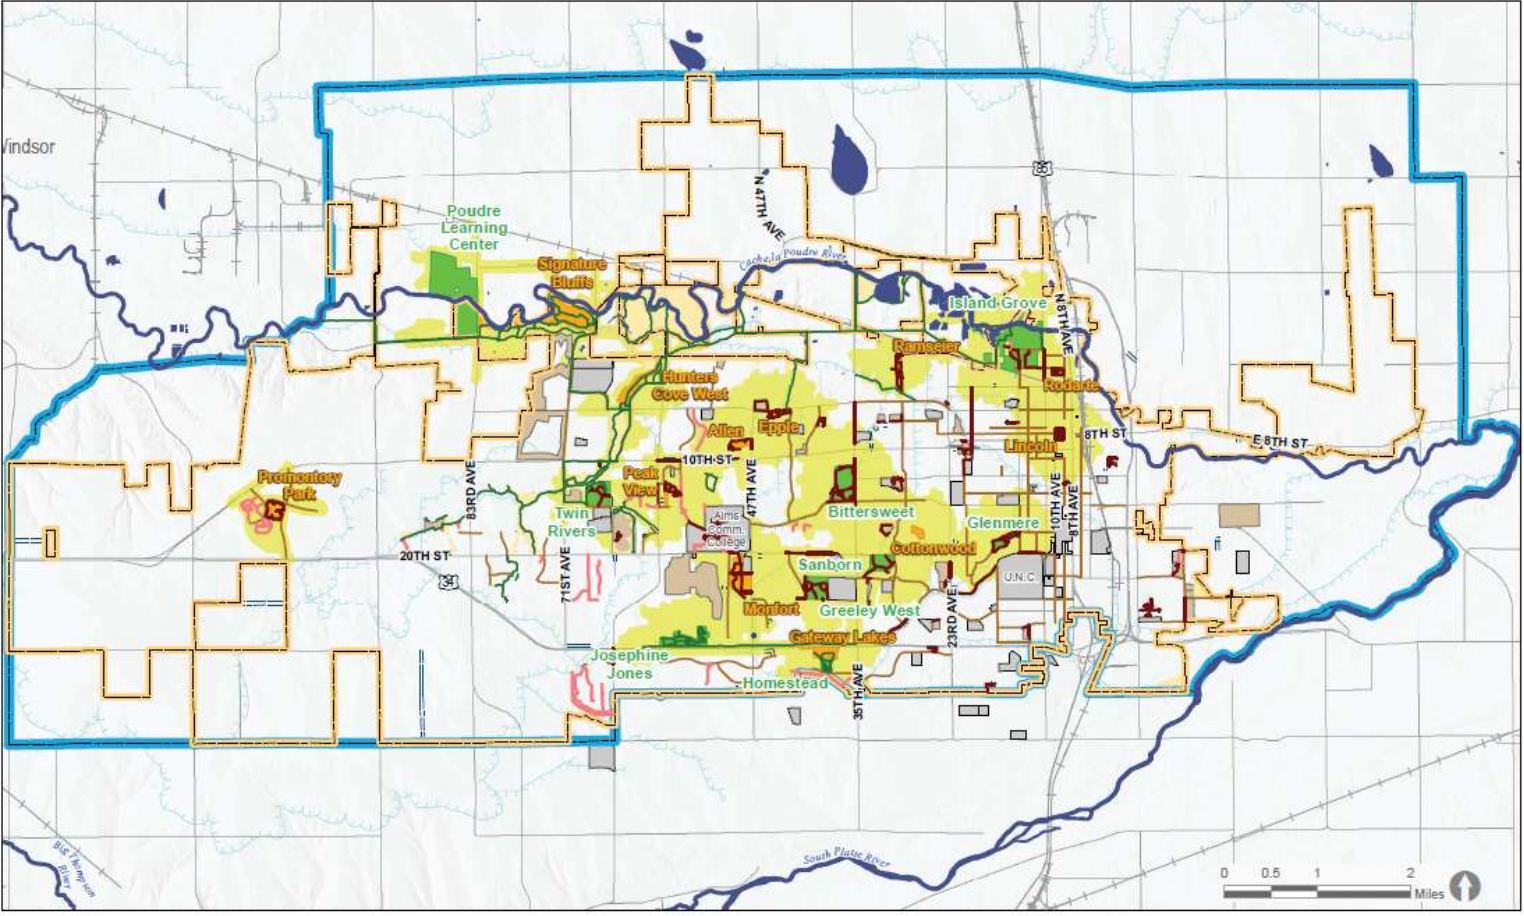 Windsor
85
N 47TH AVE
Poudre
Learning
Center
Signature
Bluffs
Cache la Poudre River
Island Grove
N 8TH AVE
Ramseier
Rodarte
Hunters
Cove West
Allen
Epple
8TH ST
E 8TH ST
Lincoln
10TH ST
Promontory
Park
83RD AVE
Peak
View
47TH AVE
10TH AVE
8TH AVE
Twin
Rivers
Aims
Comm.
College
Bittersweet
Glenmere
Cottonwood
20TH ST
34
71ST AVE
Sanborn
U.N.C.
Monfort
Greeley West
23RD AVE
Gateway Lakes
Josephine
Jones
Homestead
35TH AVE
Big Thompson
River
South Platte River
0 0.5 1 2
Miles